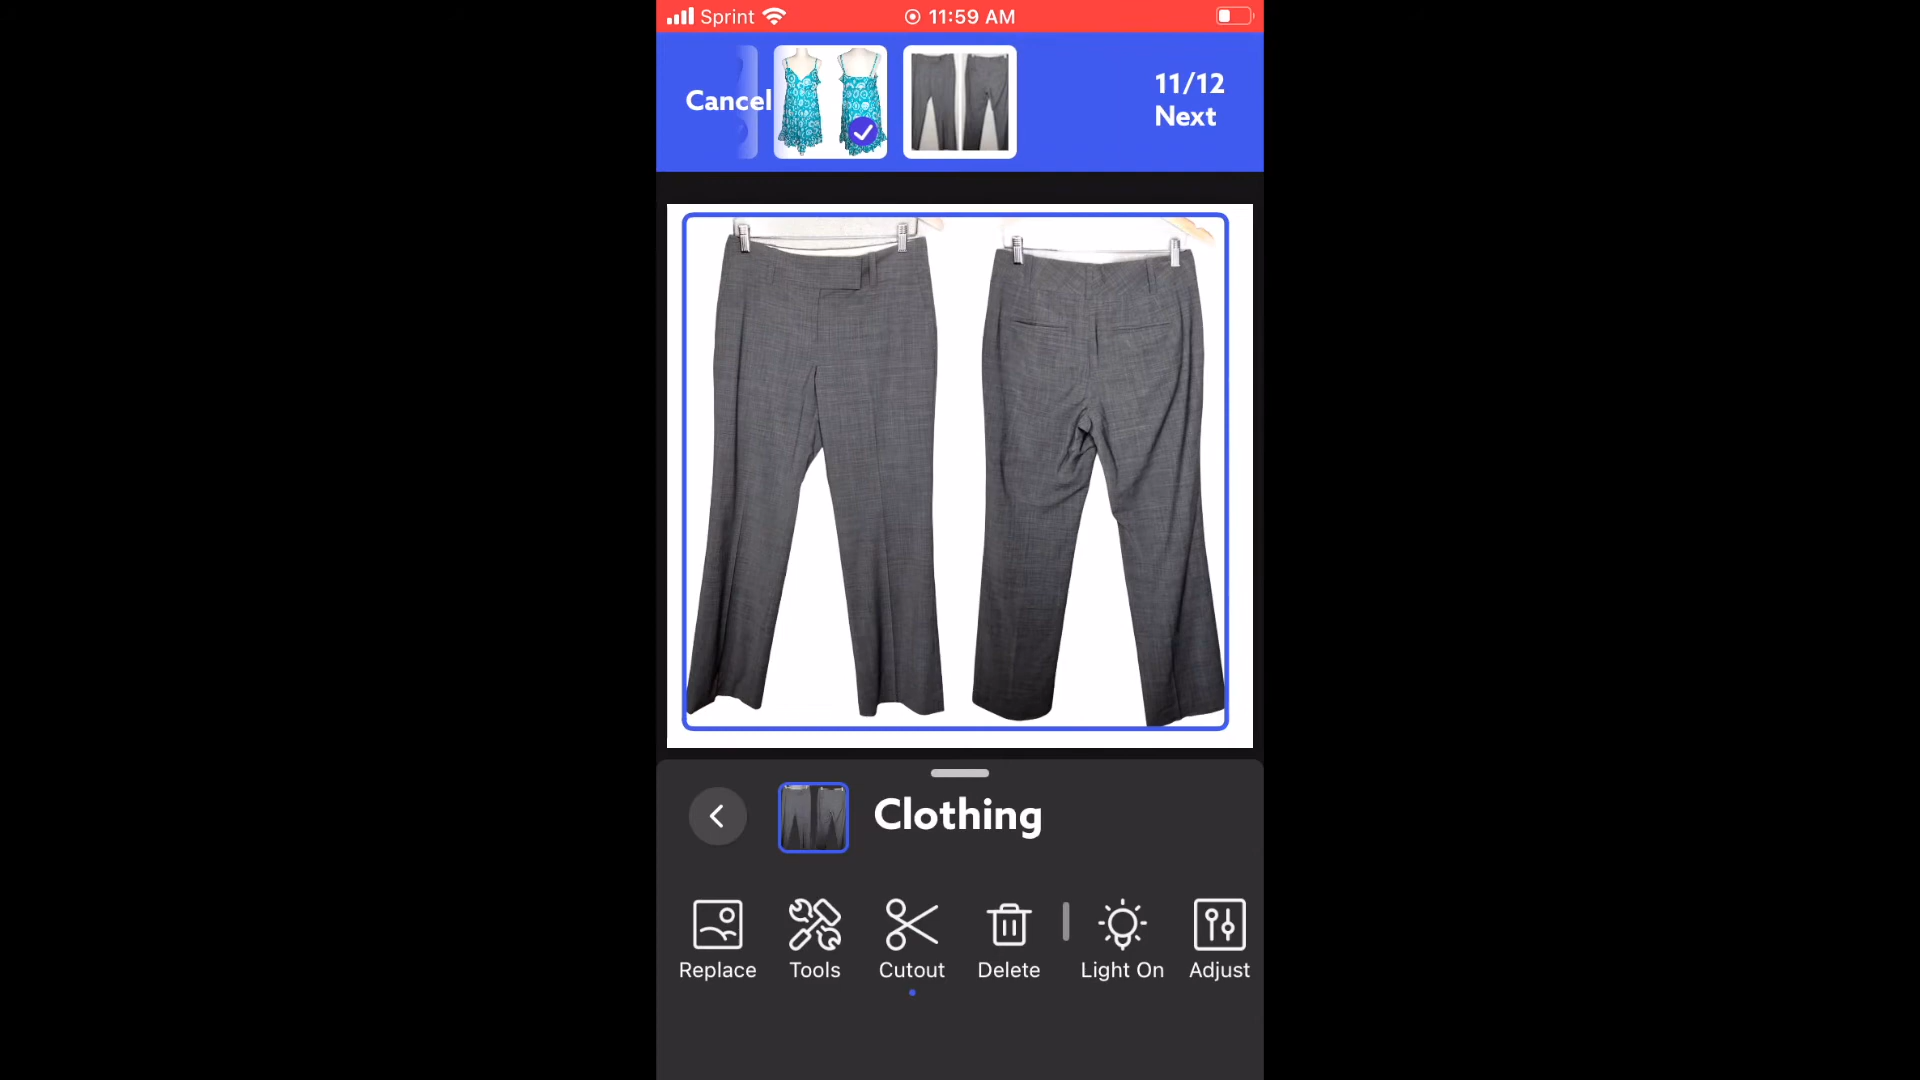 Sprint 11:59 AM
Cancel
11/12
Next
Clothing
Replace Tools Cutout Delete Light On Adjust